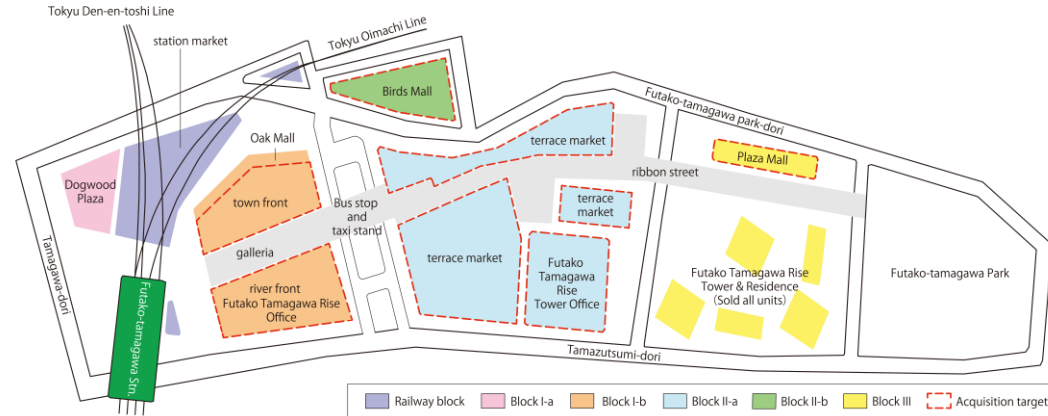 Tokyu Den-en-toshi Line
station market
Tokyu Oimachi Line
Birds Mall
Futako-tamagawa park-dori
Oak Mall
terrace market
Plaza Mall
ribbon street
Dogwood
Plaza
town front
Bus stop
and
taxi stand
terrace
market
galleria
terrace market
Futako
Tamagawa
Rise
Tower Office
Futako Tamagawa Rise
Tower & Residence
(Sold all units)
Futako-tamagawa Park
Tamagawa-dori
river front
Futako Tamagawa Rise
Office
Futako-tamagawa Stn.
Tamazutsumi-dori
Railway block
Block I-a
Block I-b
Block II-a
Block II-b
Block III
Acquisition target